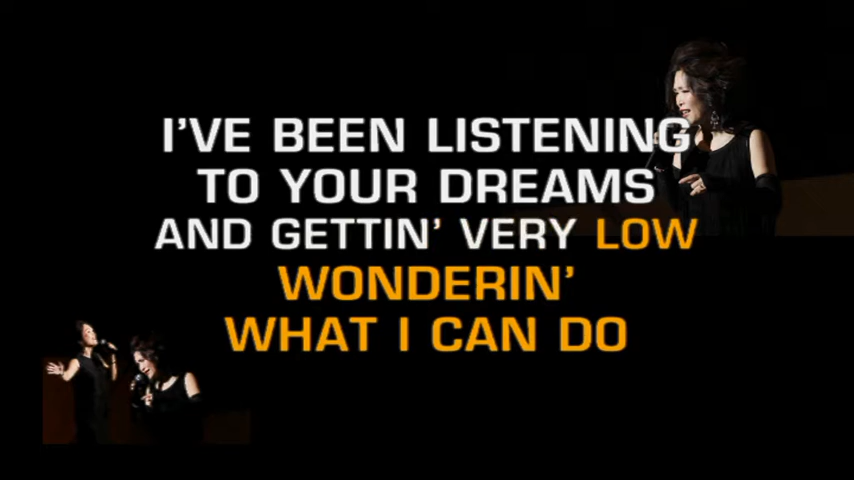 I'VE BEEN LISTENING
TO YOUR DREAMS
AND GETTIN' VERY LOW
WONDERIN'
WHAT I CAN DO